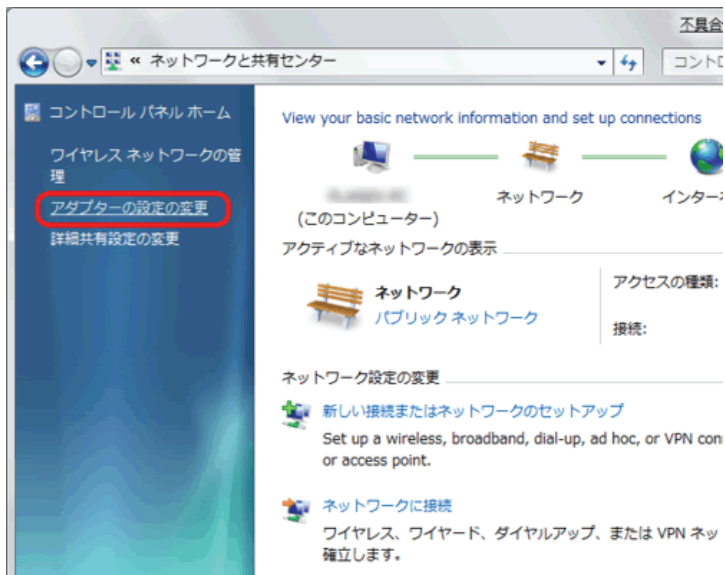 不具合
« ネットワークと共有センター
コントロ
コントロール パネル ホーム
ワイヤレス ネットワークの管
理
アダプターの設定の変更
詳細共有設定の変更
View your basic network information and set up connections
ネットワーク
インターネ
(このコンピューター)
アクティブなネットワークの表示
ネットワーク
パブリック ネットワーク
アクセスの種類:
接続:
ネットワーク設定の変更
新しい接続またはネットワークのセットアップ
Set up a wireless, broadband, dial-up, ad hoc, or VPN con
or access point.
ネットワークに接続
ワイヤレス、ワイヤード、ダイヤルアップ、または VPN ネッ
確立します。